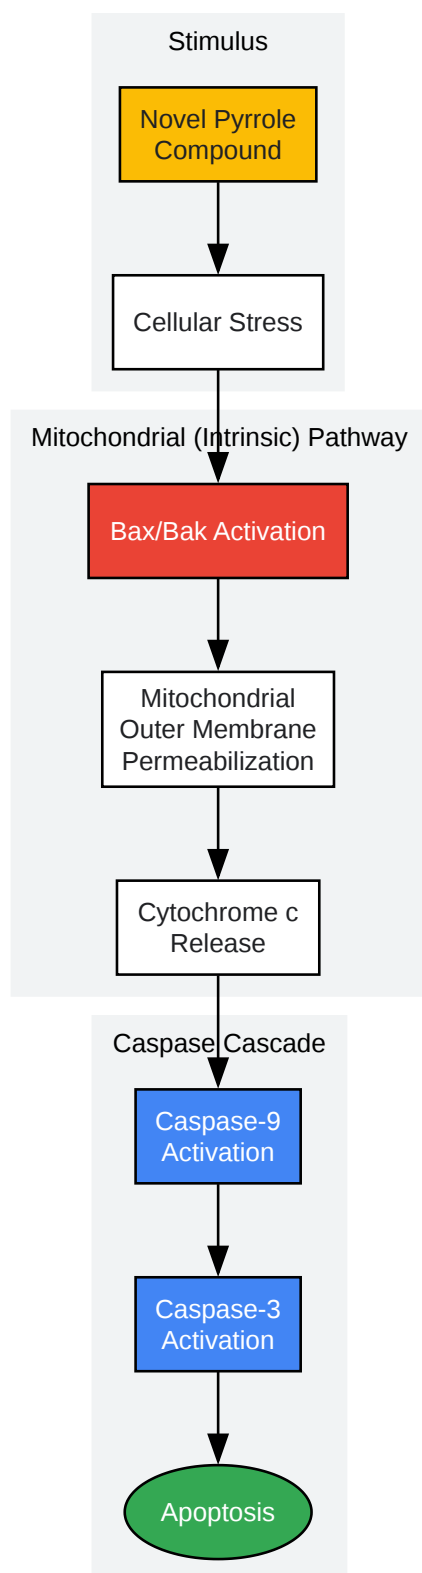 Stimulus
Novel Pyrrole
Compound
Cellular Stress
Mitochondrial (Intrinsic) Pathway
Bax/Bak Activation
Mitochondrial
Outer Membrane
Permeabilization
Cytochrome c
Release
Caspase Cascade
Caspase-9
Activation
Caspase-3
Activation
Apoptosis